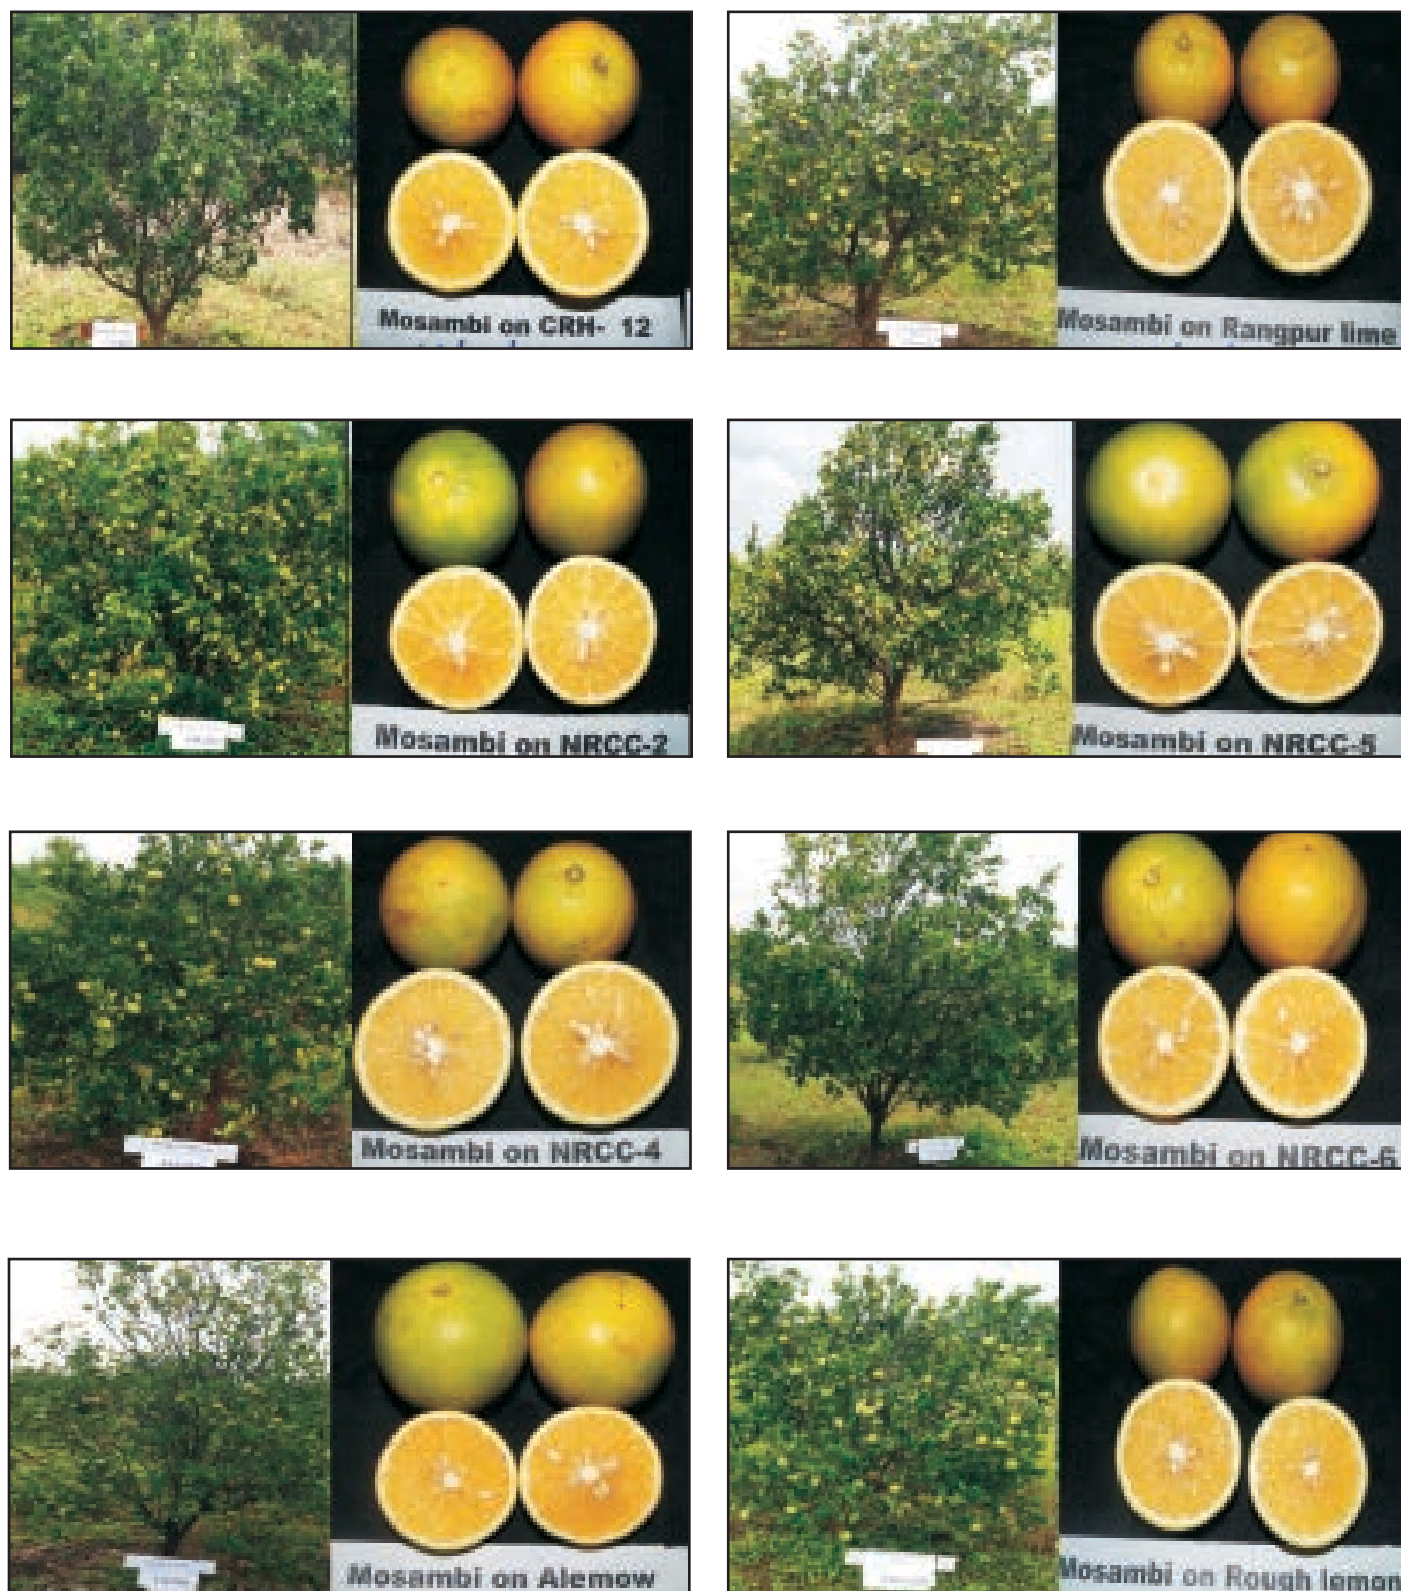 Mosambi on CRH- 12
Mosambi on Rangpur lime
Mosambi on NRCC-2
Mosambi on NRCC-5
Mosambi on NRCC-4
Mosambi on NRCC-6
Mosambi on Alemow
Mosambi on Rough lemon